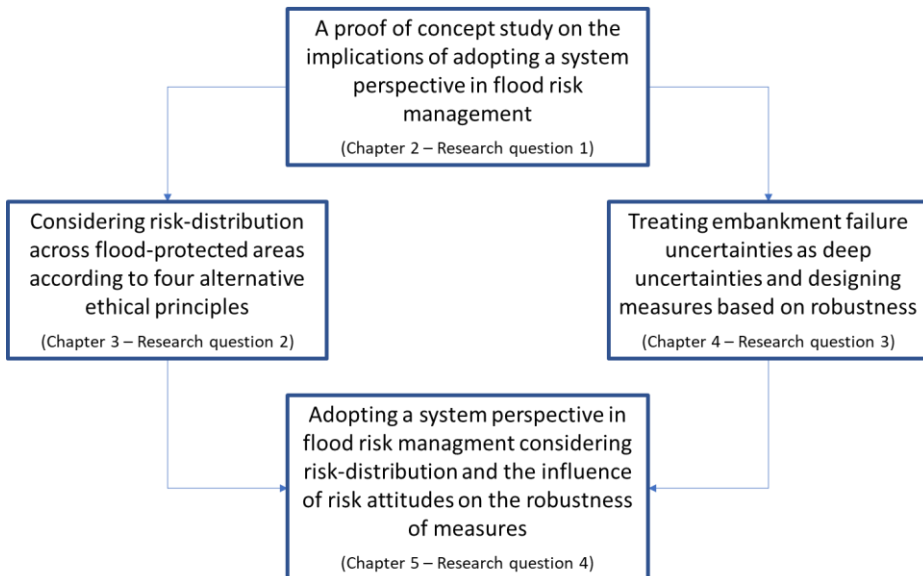 A proof of concept study on the
implications of adopting a system
perspective in flood risk
management
(Chapter 2 – Research question 1)
Considering risk-distribution
across flood-protected areas
according to four alternative
ethical principles
(Chapter 3 – Research question 2)
Treating embankment failure
uncertainties as deep
uncertainties and designing
measures based on robustness
(Chapter 4 – Research question 3)
Adopting a system perspective in
flood risk managment considering
risk-distribution and the influence
of risk attitudes on the robustness
of measures
(Chapter 5 – Research question 4)